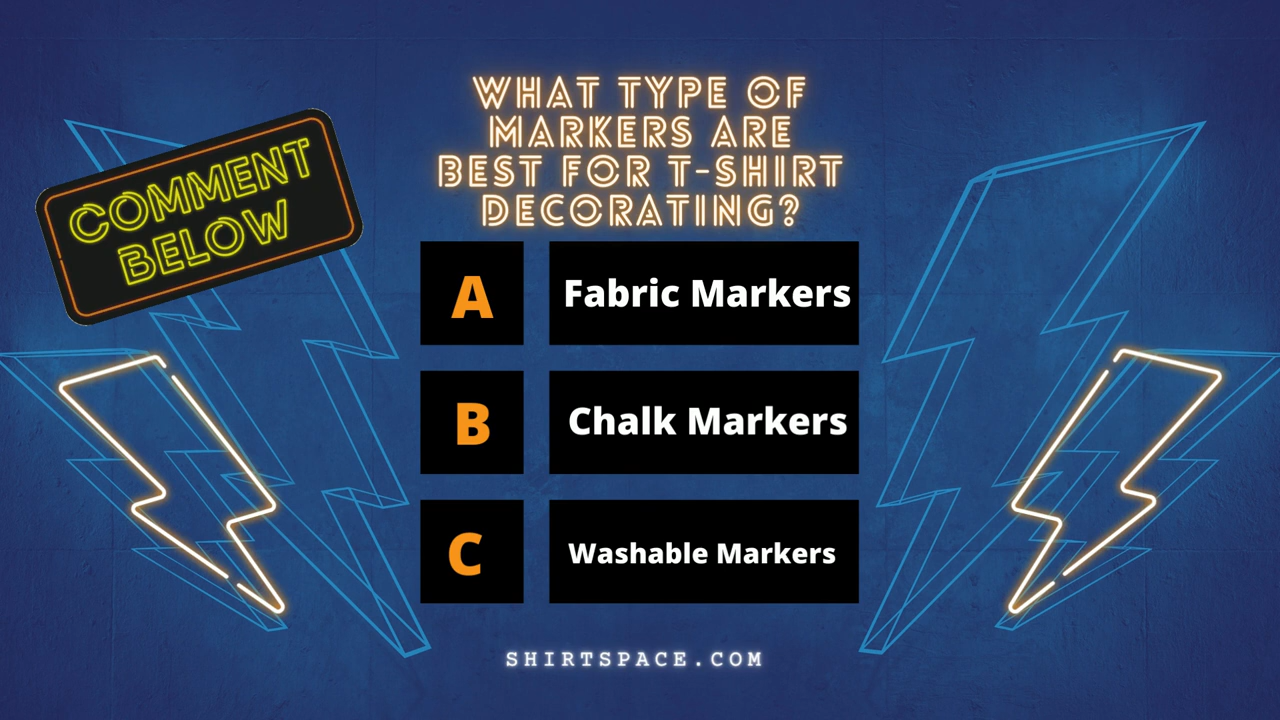 COMMENT
BELOW
WHAT TYPE OF
MARKERS ARE
BEST FOR T-SHIRT
DECORATING?
A
Fabric Markers
B
Chalk Markers
C
Washable Markers
SHIRTSPACE.COM